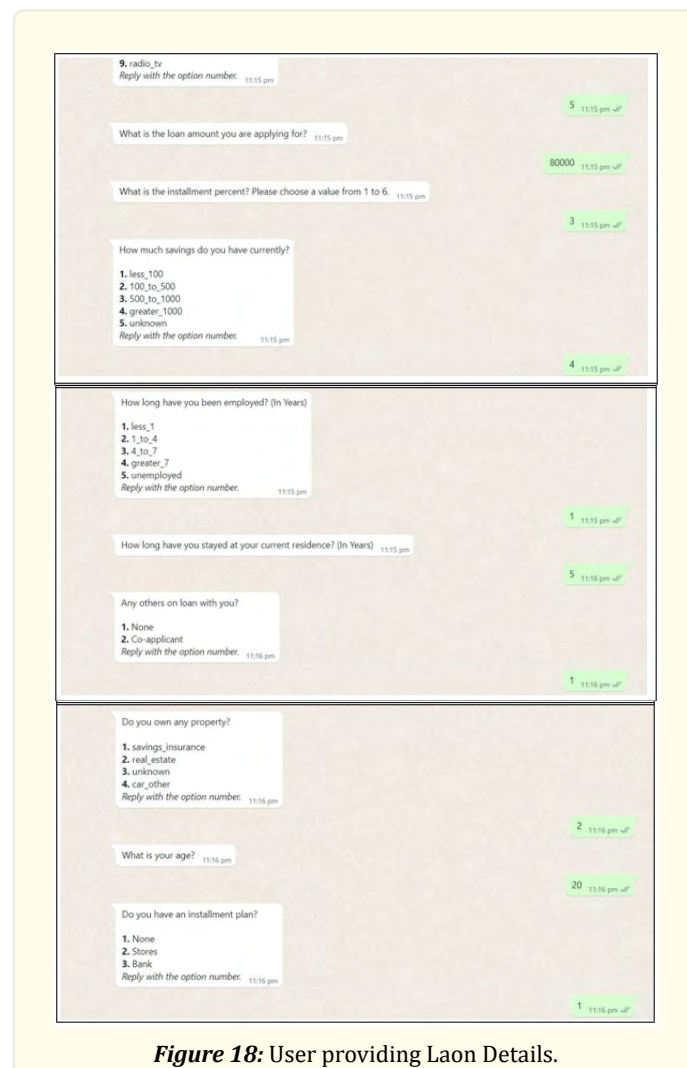 9. radio_tv
Reply with the option number. 11:15 pm
5 11:15 pm
What is the loan amount you are applying for? 11:15 pm
80000 11:15 pm
What is the installment percent? Please choose a value from 1 to 6. 11:15 pm
3 11:15 pm
How much savings do you have currently?
1. less_100
2. 100_to_500
3. 500_to_1000
4. greater_1000
5. unknown
Reply with the option number. 11:15 pm
4 11:15 pm
How long have you been employed? (In Years)
1. less_1
2. 1_to_4
3. 4_to_7
4. greater_7
5. unemployed
Reply with the option number. 11:15 pm
1 11:15 pm
How long have you stayed at your current residence? (In Years) 11:15 pm
5 11:16 pm
Any others on loan with you?
1. None
2. Co-applicant
Reply with the option number. 11:16 pm
1 11:16 pm
Do you own any property?
1. savings_insurance
2. real_estate
3. unknown
4. car_other
Reply with the option number. 11:16 pm
2 11:16 pm
What is your age? 11:16 pm
20 11:16 pm
Do you have an installment plan?
1. None
2. Stores
3. Bank
Reply with the option number. 11:16 pm
1 11:16 pm
Figure 18: User providing Laon Details.